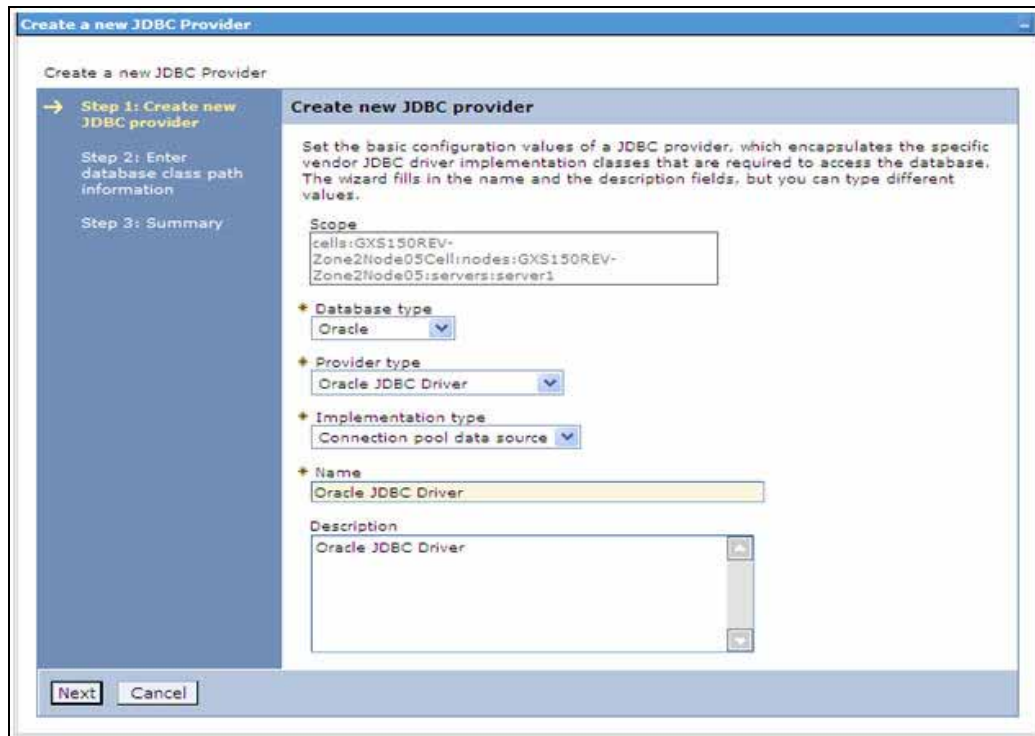 Create a new JDBC Provider
Create a new JDBC Provider
Step 1: Create new
JDBC provider
Step 2: Enter
database class path
information
Step 3: Summary
Create new JDBC provider
Set the basic configuration values of a JDBC provider, which encapsulates the specific
vendor JDBC driver implementation classes that are required to access the database.
The wizard fills in the name and the description fields, but you can type different
values.
Scope
cells:GXS150REV-
Zone2Node05Cell:nodes:GXS150REV-
Zone2Node05:servers:server1
Database type
Oracle
Provider type
Oracle JDBC Driver
Implementation type
Connection pool data source
Name
Oracle JDBC Driver
Description
Oracle JDBC Driver
Next Cancel